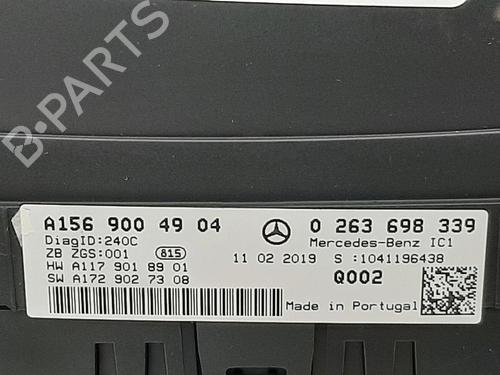 B-PARTS
A156 900 49 04
0 263 698 339
DiagID:240C
Mercedes-Benz IC1
ZB ZGS:001 815
11 02 2019 S :1041196438
HW A117 901 89 01
Q002
SW A172 902 73 08
Made in Portugal